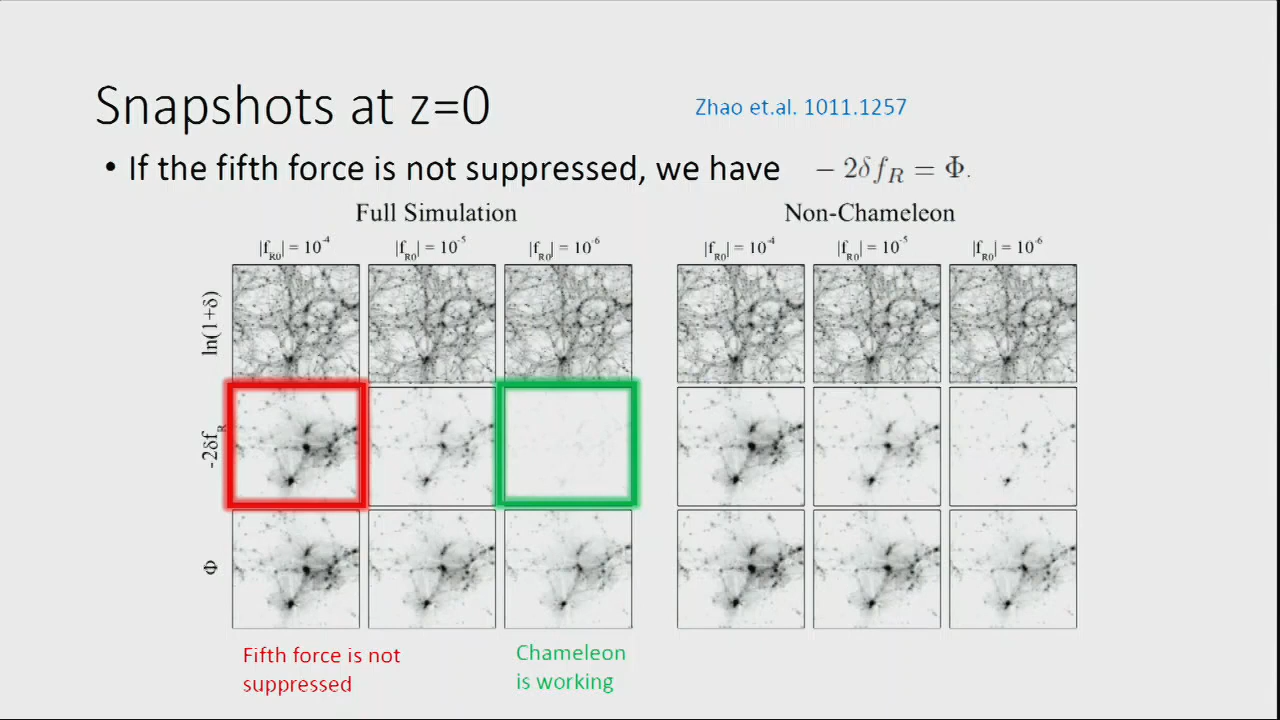 Snapshots at z=0
Zhao et.al. 1011.1257
• If the fifth force is not suppressed, we have − 2δf_R = Φ.
Full Simulation
Non-Chameleon
|f_R0| = 10^-4
|f_R0| = 10^-5
|f_R0| = 10^-6
|f_R0| = 10^-4
|f_R0| = 10^-5
|f_R0| = 10^-6
ln(1+δ)
-2δf_R
Φ
Fifth force is not
suppressed
Chameleon
is working